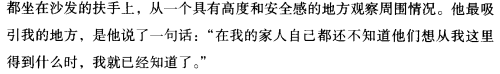 都坐在沙发的扶手上，从一个具有高度和安全感的地方观察周围情况。他最吸
引我的地方，是他说了一句话：“在我的家人自己都还不知道他们想从我这里
得到什么时，我就已经知道了。”